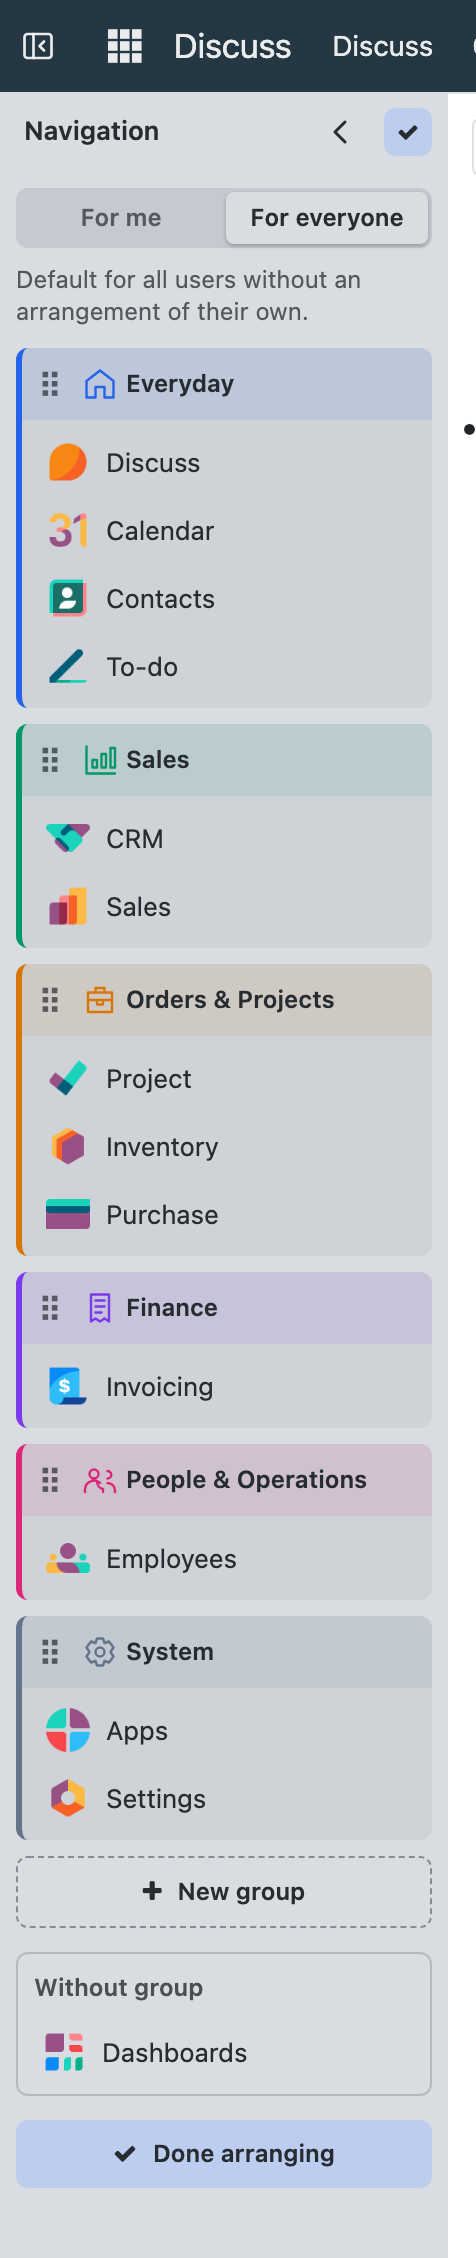 Discuss
Discuss
Navigation
For me
For everyone
Default for all users without an
arrangement of their own.
Everyday
Discuss
31 Calendar
Contacts
To-do
Sales
CRM
Sales
Orders & Projects
Project
Inventory
Purchase
Finance
$ Invoicing
People & Operations
Employees
System
Apps
Settings
New group
Without group
Dashboards
Done arranging